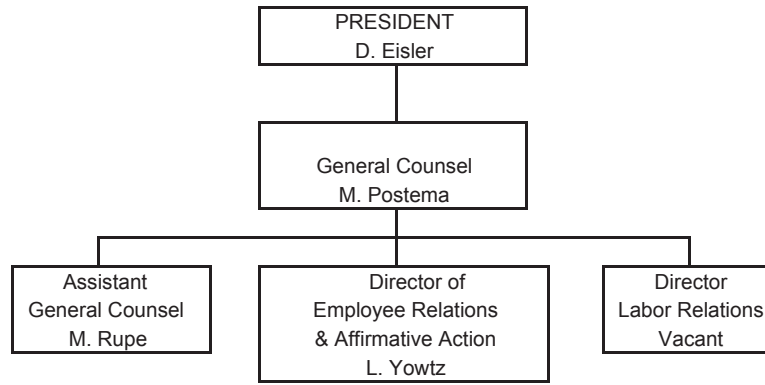 PRESIDENT
D. Eisler
General Counsel
M. Postema
Assistant
General Counsel
M. Rupe
Director of
Employee Relations
& Affirmative Action
L. Yowtz
Director
Labor Relations
Vacant